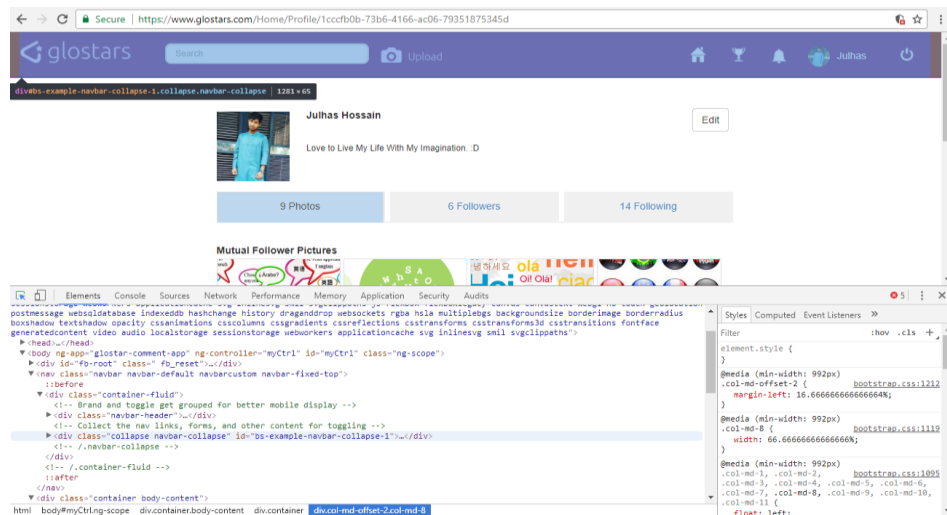 Secure | https://www.glostars.com/Home/Profile/1cccfb0b-73b6-4166-ac06-79351875345d
glostars Search Upload Julhas
div#bs-example-navbar-collapse-1.collapse.navbar-collapse | 1281 × 65
Julhas Hossain
Edit
Love to Live My Life With My Imagination. :D
9 Photos 6 Followers 14 Following
Mutual Follower Pictures
Elements Console Sources Network Performance Memory Application Security Audits 5
postmessage websqldatabase indexeddb hashchange history draganddrop websockets rgba hsla multiplebgs backgroundsize borderimage borderradius
boxshadow textshadow opacity cssanimations csscolumns cssgradients cssreflections csstransforms csstransforms3d csstransitions fontface
generatedcontent video audio localstorage sessionstorage webworkers applicationcache svg inlinesvg smil svgclippaths">
<head>…</head>
<body ng-app="glostar-comment-app" ng-controller="myCtrl" id="myCtrl" class="ng-scope">
<div id="fb-root" class=" fb_reset">…</div>
<nav class="navbar navbar-default navbarcustom navbar-fixed-top">
::before
<div class="container-fluid">
<!-- Brand and toggle get grouped for better mobile display -->
<div class="navbar-header">…</div>
<!-- Collect the nav links, forms, and other content for toggling -->
<div class="collapse navbar-collapse" id="bs-example-navbar-collapse-1">…</div>
<!-- /.navbar-collapse -->
</div>
<!-- /.container-fluid -->
::after
</nav>
<div class="container body-content">
html body#myCtrl.ng-scope div.container.body-content div.container div.col-md-offset-2.col-md-8
Styles Computed Event Listeners »
Filter :hov .cls +
element.style {
}
@media (min-width: 992px)
.col-md-offset-2 { bootstrap.css:1212
margin-left: 16.666666666666664%;
}
@media (min-width: 992px)
.col-md-8 { bootstrap.css:1119
width: 66.66666666666666%;
}
@media (min-width: 992px)
.col-md-1, .col-md-2, bootstrap.css:1095
.col-md-3, .col-md-4, .col-md-5, .col-md-6,
.col-md-7, .col-md-8, .col-md-9, .col-md-10,
.col-md-11 {
float: left;